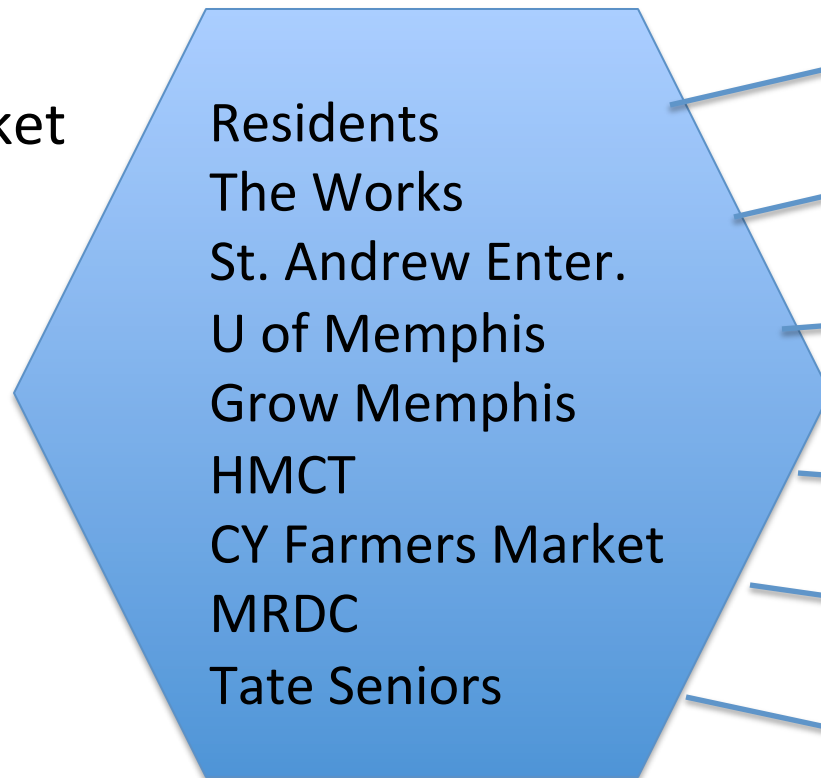 ket
Residents
The Works
St. Andrew Enter.
U of Memphis
Grow Memphis
HMCT
CY Farmers Market
MRDC
Tate Seniors